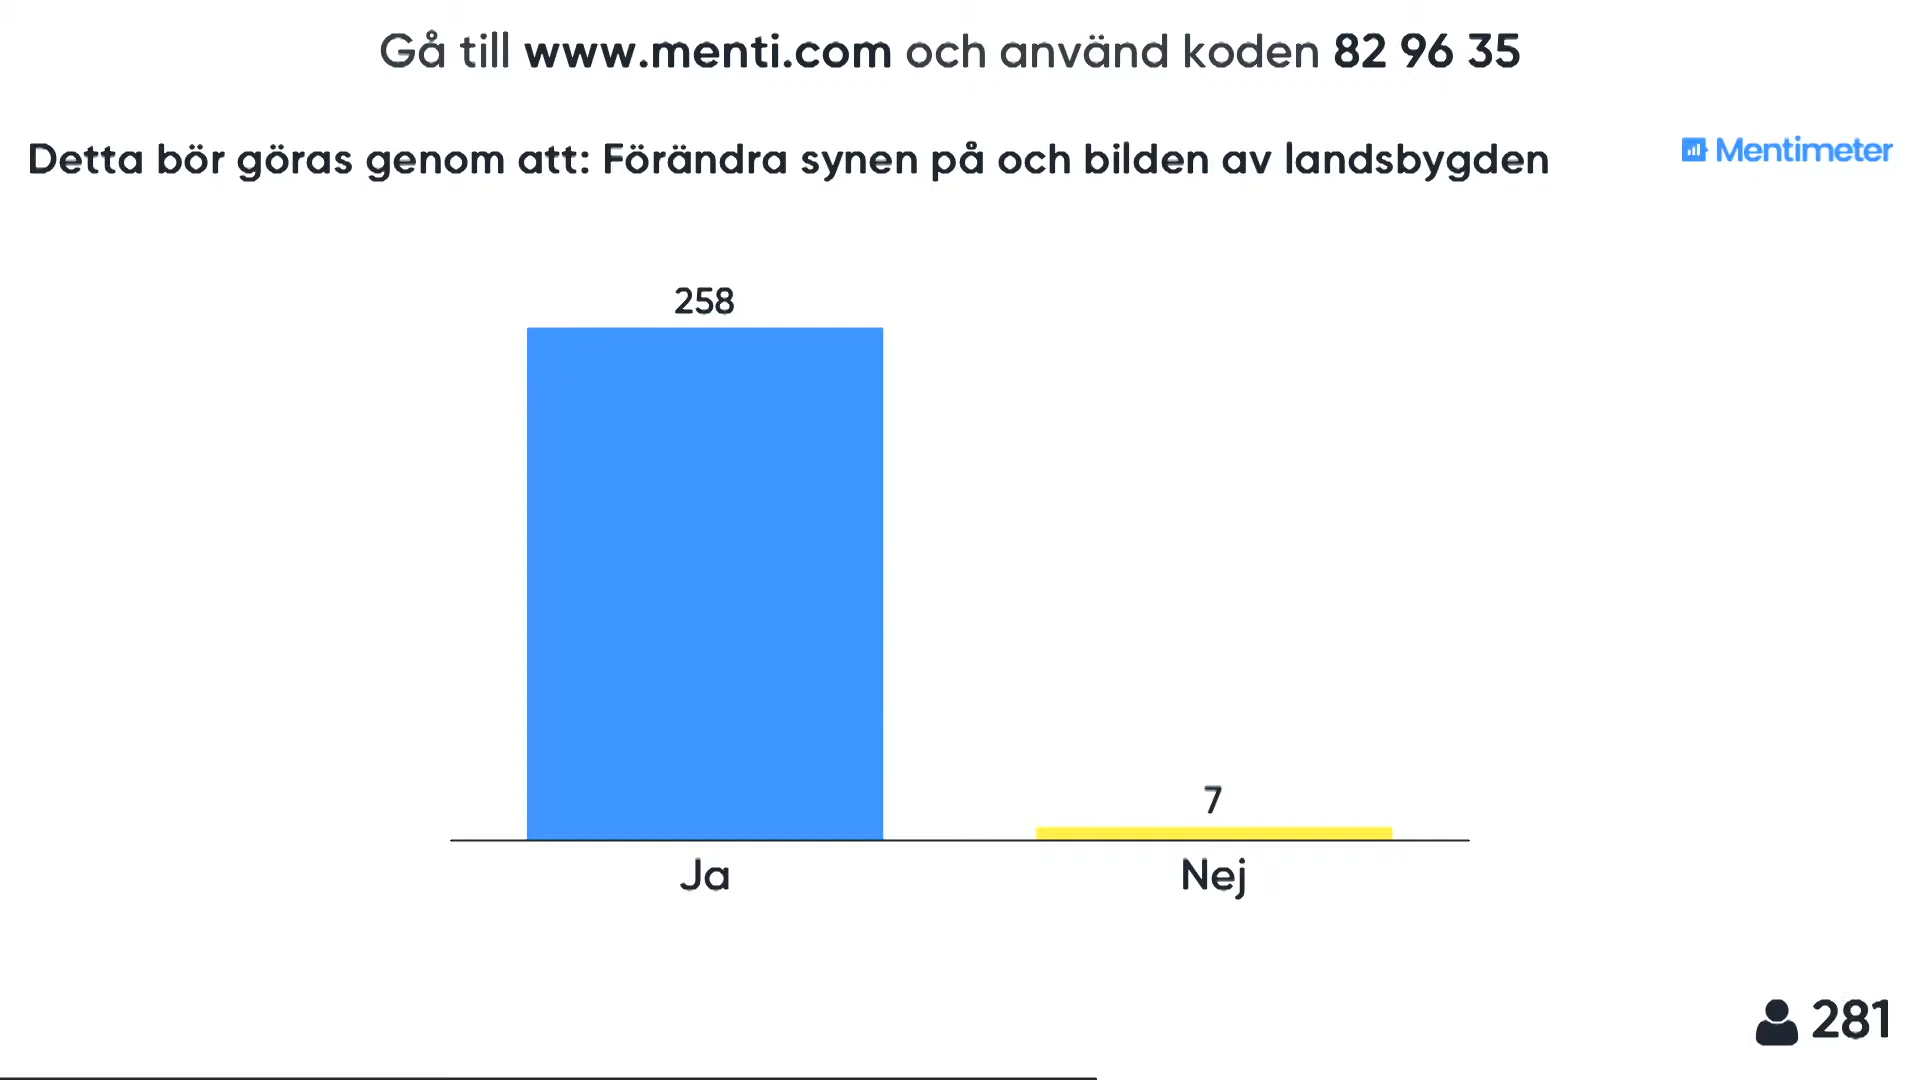 Gå till www.menti.com och använd koden 82 96 35
Detta bör göras genom att: Förändra synen på och bilden av landsbygden
Mentimeter
258
7
Ja
Nej
281